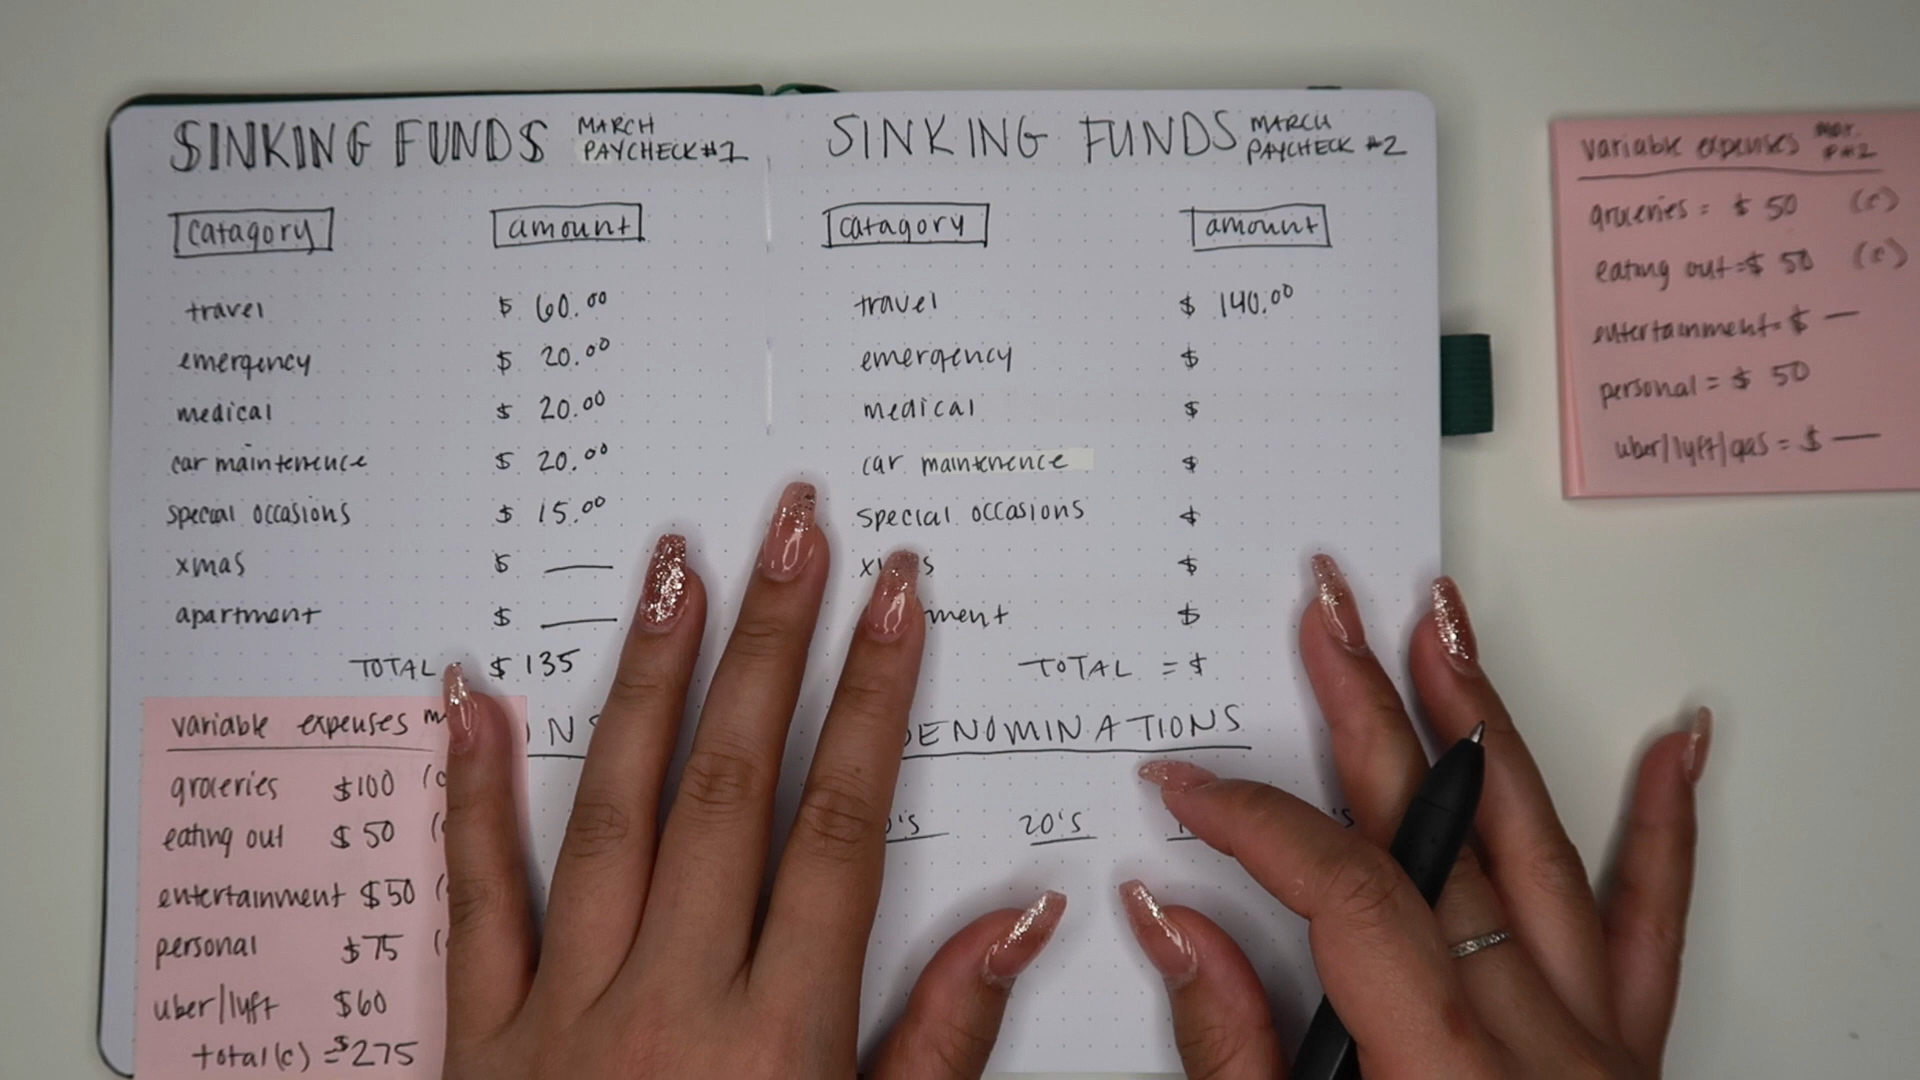 SINKING FUNDS MARCH
PAYCHECK #1
catagory amount
travel $ 60.00
emergency $ 20.00
medical $ 20.00
car maintenence $ 20.00
special occasions $ 15.00
xmas $ —
apartment $ —
TOTAL $ 135
variable expenses
groceries $100
eating out $ 50
entertainment $50
personal $75
uber/lyft $60
total(c) = $275
SINKING FUNDS MARCH
PAYCHECK #2
catagory amount
travel $ 140.00
emergency $
medical $
car maintenence $
special occasions $
$
$
TOTAL = $
20'S
variable expenses mar.
groceries = $ 50 (c)
eating out = $ 50 (c)
entertainment = $ —
personal = $ 50
uber/lyft/gas = $ —